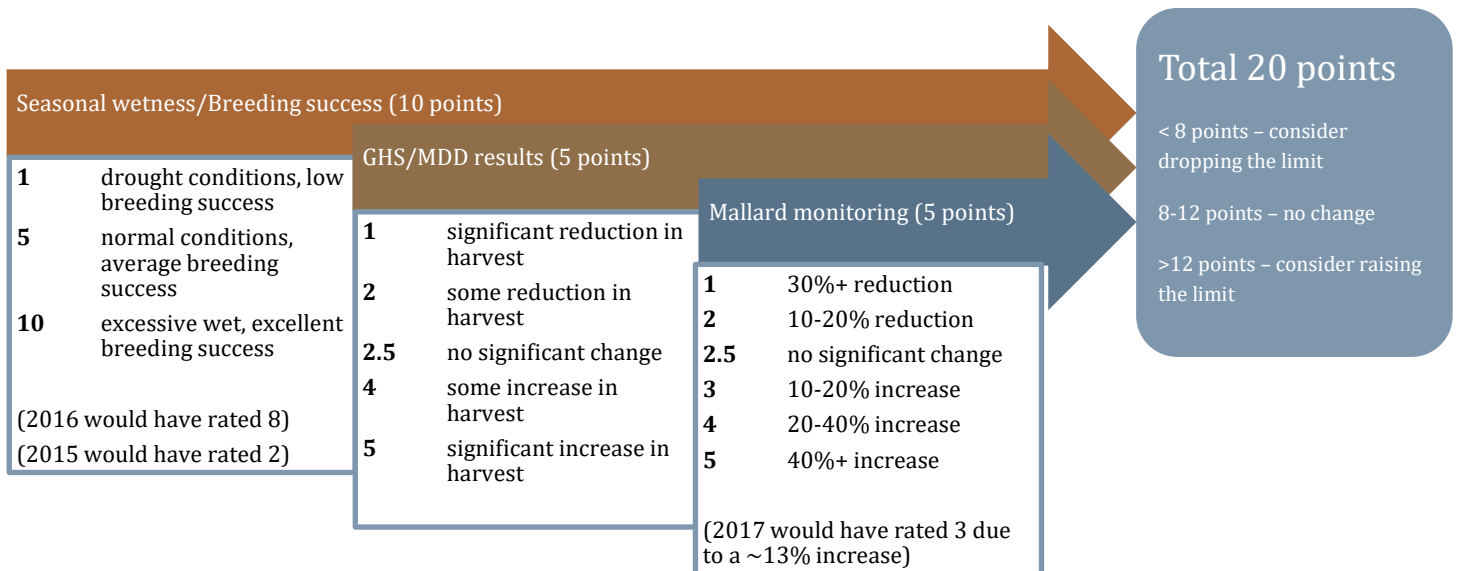 Seasonal wetness/Breeding success (10 points)
1 drought conditions, low
breeding success
5 normal conditions,
average breeding
success
10 excessive wet, excellent
breeding success
(2016 would have rated 8)
(2015 would have rated 2)
GHS/MDD results (5 points)
1 significant reduction in
harvest
2 some reduction in
harvest
2.5 no significant change
4 some increase in
harvest
5 significant increase in
harvest
Mallard monitoring (5 points)
1 30%+ reduction
2 10-20% reduction
2.5 no significant change
3 10-20% increase
4 20-40% increase
5 40%+ increase
(2017 would have rated 3 due
to a ~13% increase)
Total 20 points
< 8 points – consider
dropping the limit
8-12 points – no change
>12 points – consider raising
the limit